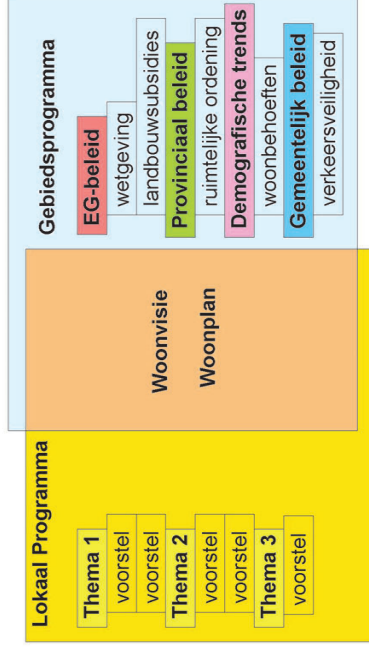 Lokaal Programma
Thema 1
voorstel
voorstel
Thema 2
voorstel
voorstel
Thema 3
voorstel
Woonvisie
Woonplan
Gebiedsprogramma
EG-beleid
wetgeving
landbouwsubsidies
Provinciaal beleid
ruimtelijke ordening
Demografische trends
woonbehoeften
Gemeentelijk beleid
verkeersveiligheid